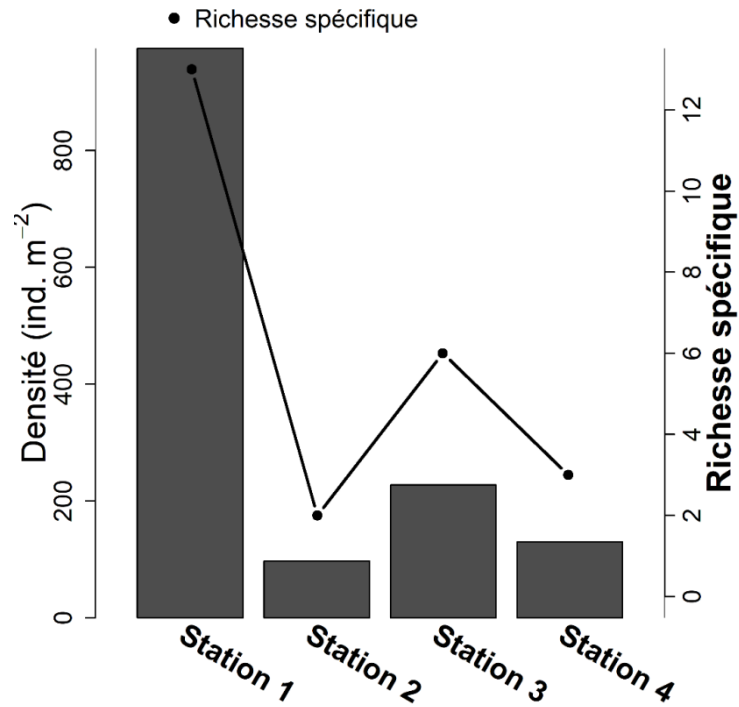 Richesse spécifique
Densité (ind. m⁻²)
800
600
400
200
0
12
10
8
6
4
2
0
Richesse spécifique
Station 1
Station 2
Station 3
Station 4